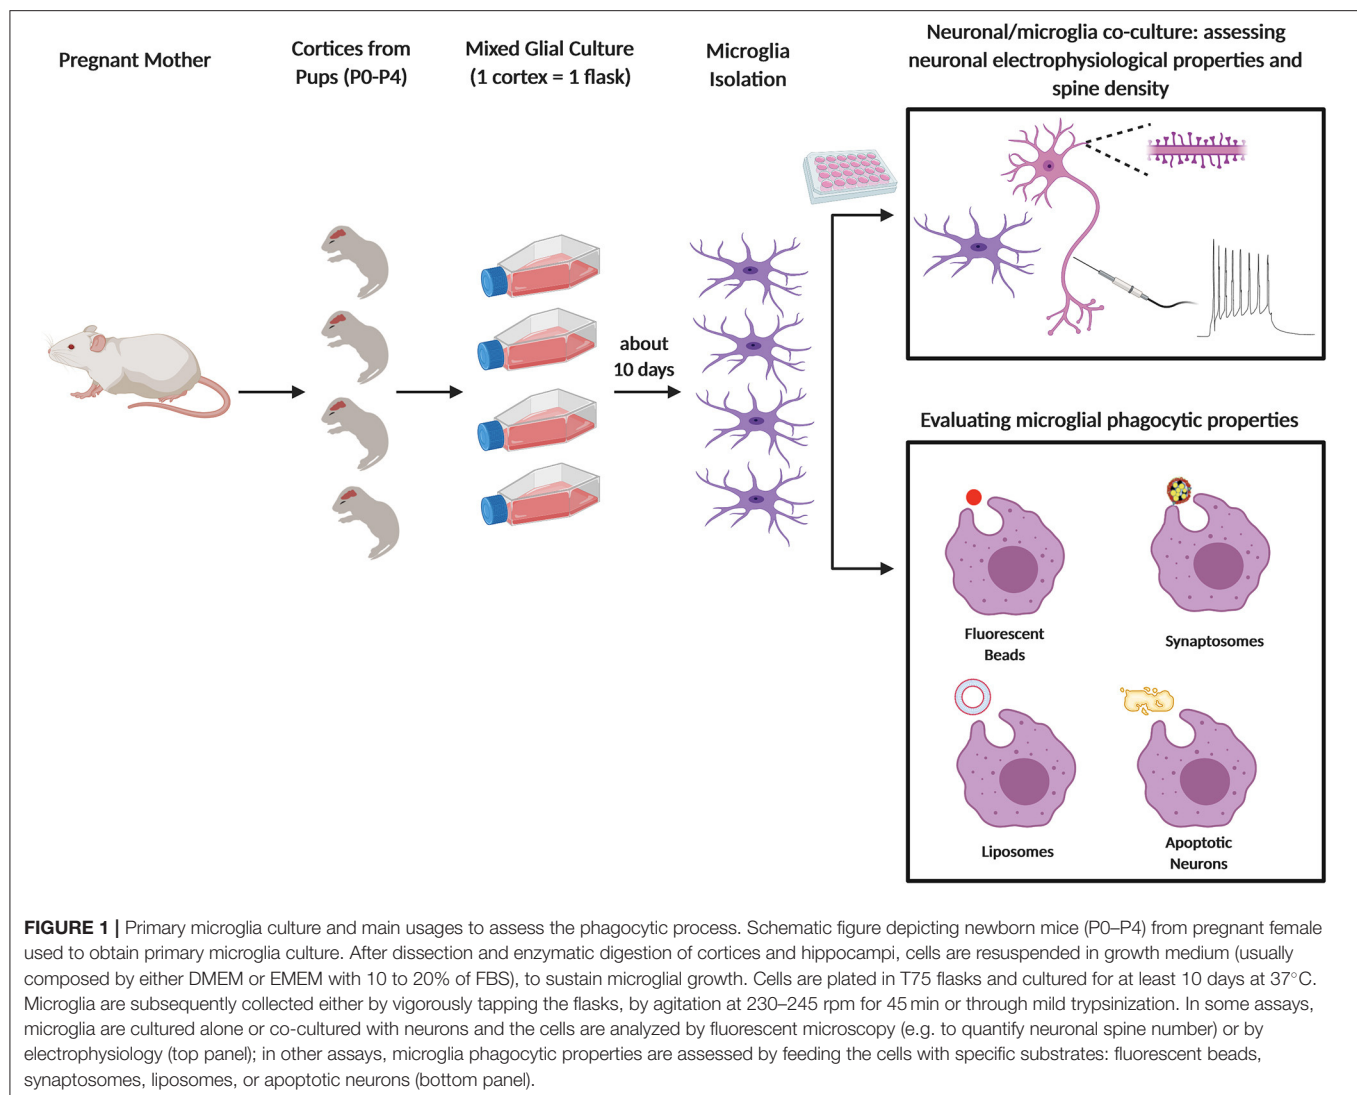 Pregnant Mother
Cortices from
Pups (P0-P4)
Mixed Glial Culture
(1 cortex = 1 flask)
Microglia
Isolation
Neuronal/microglia co-culture: assessing
neuronal electrophysiological properties and
spine density
about
10 days
Evaluating microglial phagocytic properties
Fluorescent
Beads
Synaptosomes
Liposomes
Apoptotic
Neurons
FIGURE 1 | Primary microglia culture and main usages to assess the phagocytic process. Schematic figure depicting newborn mice (P0–P4) from pregnant female
used to obtain primary microglia culture. After dissection and enzymatic digestion of cortices and hippocampi, cells are resuspended in growth medium (usually
composed by either DMEM or EMEM with 10 to 20% of FBS), to sustain microglial growth. Cells are plated in T75 flasks and cultured for at least 10 days at 37°C.
Microglia are subsequently collected either by vigorously tapping the flasks, by agitation at 230–245 rpm for 45 min or through mild trypsinization. In some assays,
microglia are cultured alone or co-cultured with neurons and the cells are analyzed by fluorescent microscopy (e.g. to quantify neuronal spine number) or by
electrophysiology (top panel); in other assays, microglia phagocytic properties are assessed by feeding the cells with specific substrates: fluorescent beads,
synaptosomes, liposomes, or apoptotic neurons (bottom panel).